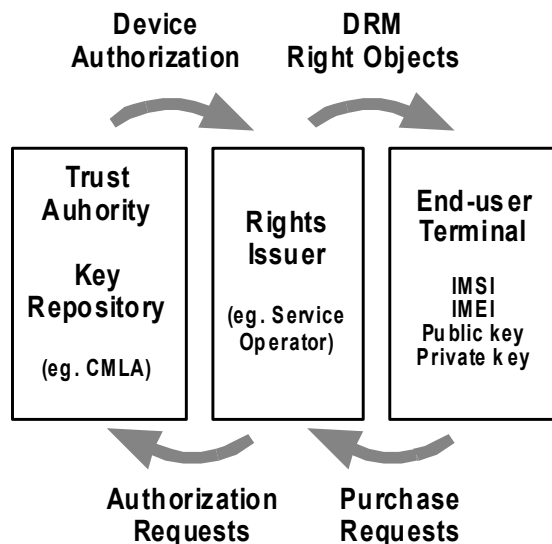 Device
Authorization
DRM
Right Objects
Trust
Auhority
Key
Repository
(eg. CMLA)
Rights
Issuer
(eg. Service
Operator)
End-user
Terminal
IMSI
IMEI
Public key
Private key
Authorization
Requests
Purchase
Requests